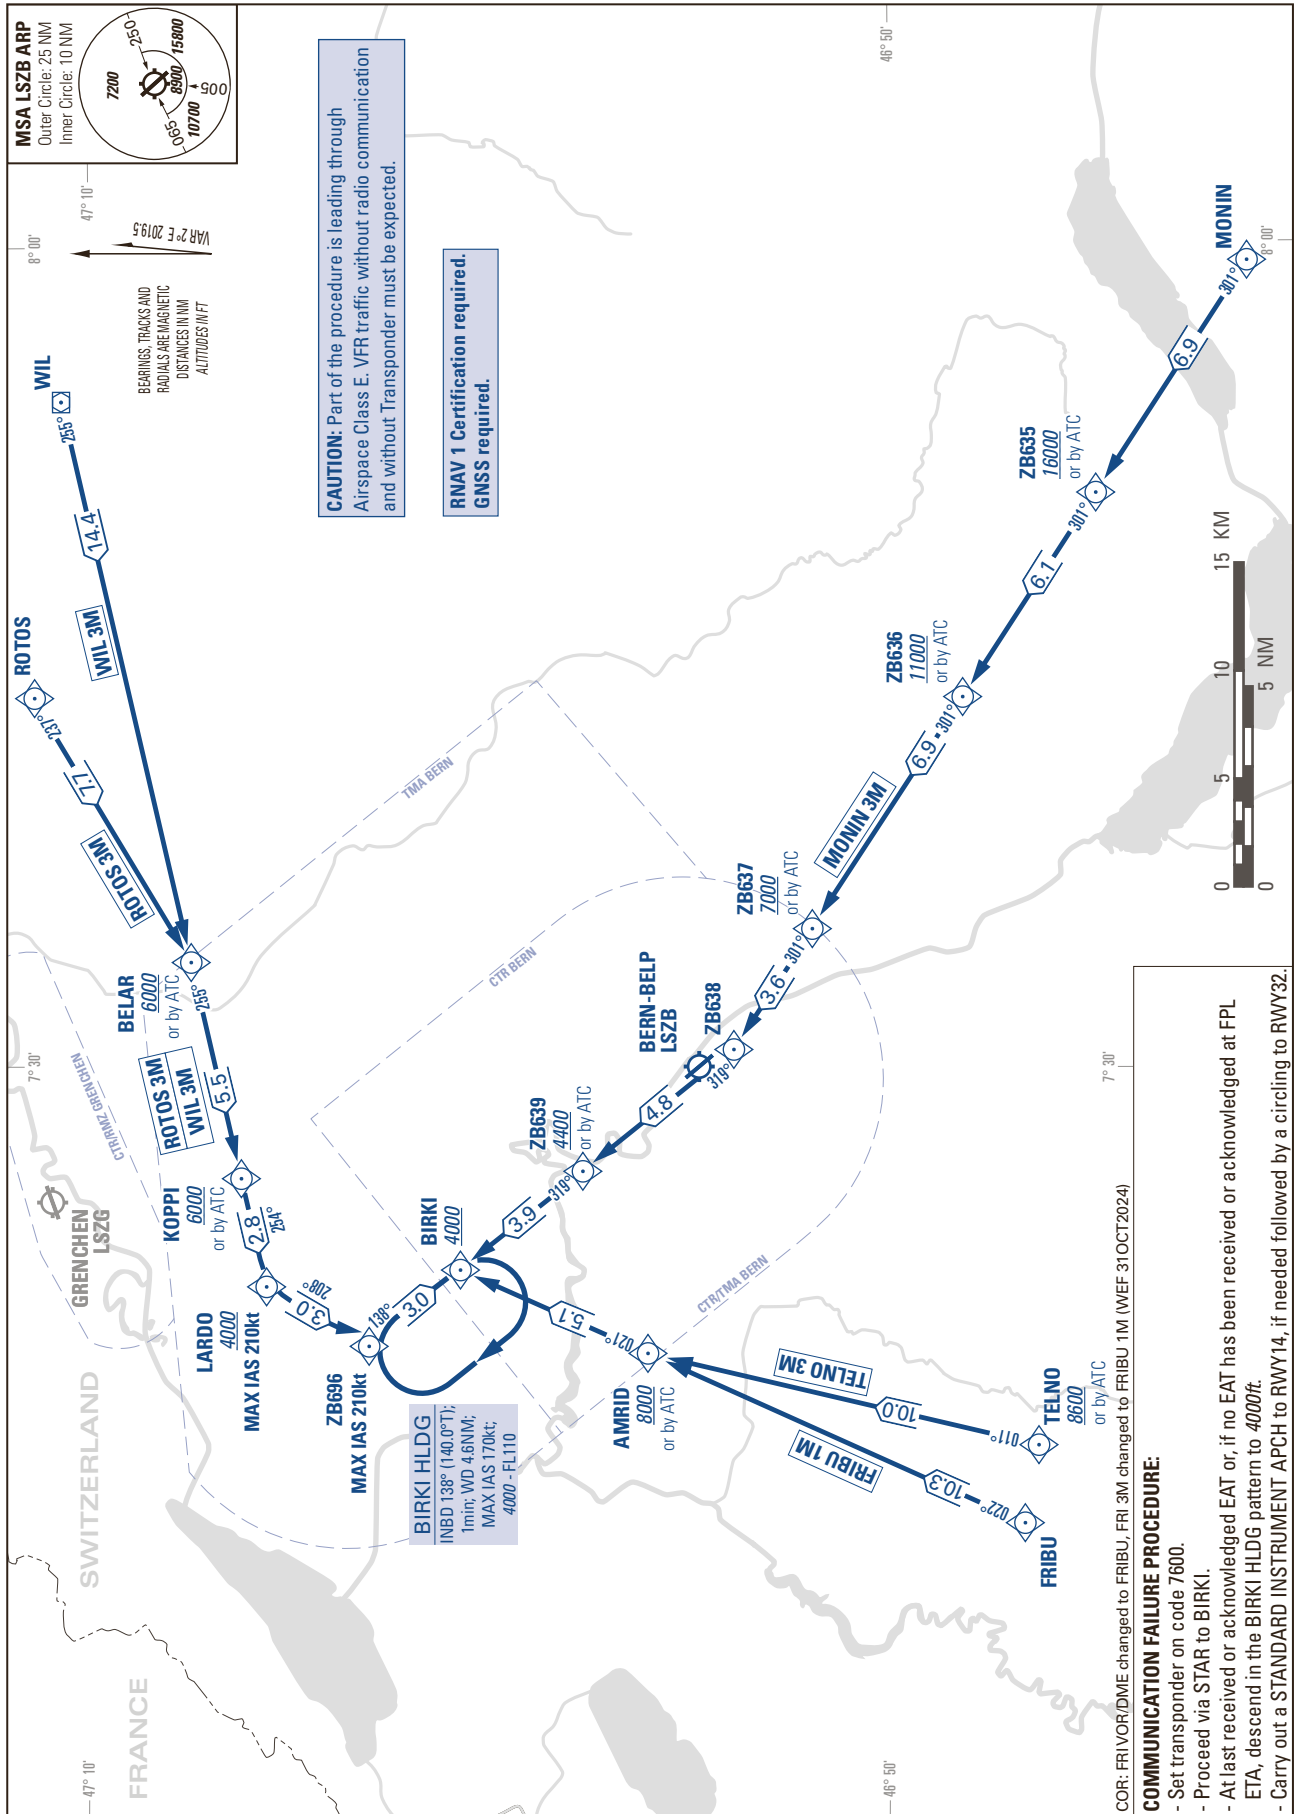 MSA LSZB ARP
Outer Circle: 25 NM
Inner Circle: 10 NM
7200
250
15800
8900
005
10700
065
47° 10'
8° 00'
VAR 2° E 2019.5
BEARINGS, TRACKS AND
RADIALS ARE MAGNETIC
DISTANCES IN NM
ALTITUDES IN FT
46° 50'
CAUTION: Part of the procedure is leading through
Airspace Class E. VFR traffic without radio communication
and without Transponder must be expected.
RNAV 1 Certification required.
GNSS required.
WIL
255°
14.4
WIL 3M
ROTOS
237°
7.7
ROTOS 3M
BELAR
6000
or by ATC
255°
ROTOS 3M
WIL 3M
5.5
KOPPI
6000
or by ATC
2.8
254°
LARDO
4000
MAX IAS 210kt
3.0
208°
ZB696
MAX IAS 210kt
138°
3.0
BIRKI
4000
BIRKI HLDG
INBD 138° (140.0°T);
1min; WD 4.6NM;
MAX IAS 170kt;
4000 - FL110
MONIN
8° 00'
301°
6.9
ZB635
16000
or by ATC
301°
6.1
ZB636
11000
or by ATC
301°
6.9
MONIN 3M
ZB637
7000
or by ATC
301°
3.6
ZB638
BERN-BELP
LSZB
319°
4.8
ZB639
4400
or by ATC
319°
3.9
TMA BERN
CTR BERN
CTR/TMA BERN
CTR/RMZ GRENCHEN
GRENCHEN
LSZG
7° 30'
7° 30'
AMRID
8000
or by ATC
021°
5.1
TELNO 3M
10.0
011°
TELNO
8600
or by ATC
FRIBU 1M
10.3
022°
FRIBU
SWITZERLAND
FRANCE
47° 10'
46° 50'
0 5 10 15 KM
0 5 NM
COR: FRI VOR/DME changed to FRIBU, FRI 3M changed to FRIBU 1M (WEF 31OCT2024)
COMMUNICATION FAILURE PROCEDURE:
- Set transponder on code 7600.
- Proceed via STAR to BIRKI.
- At last received or acknowledged EAT or, if no EAT has been received or acknowledged at FPL
ETA, descend in the BIRKI HLDG pattern to 4000ft.
- Carry out a STANDARD INSTRUMENT APCH to RWY14, if needed followed by a circling to RWY32.